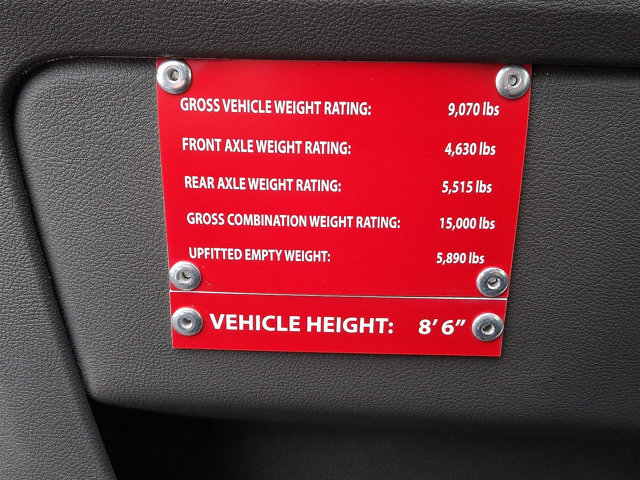 GROSS VEHICLE WEIGHT RATING: 9,070 lbs
FRONT AXLE WEIGHT RATING: 4,630 lbs
REAR AXLE WEIGHT RATING: 5,515 lbs
GROSS COMBINATION WEIGHT RATING: 15,000 lbs
UPFITTED EMPTY WEIGHT: 5,890 lbs
VEHICLE HEIGHT: 8’ 6”